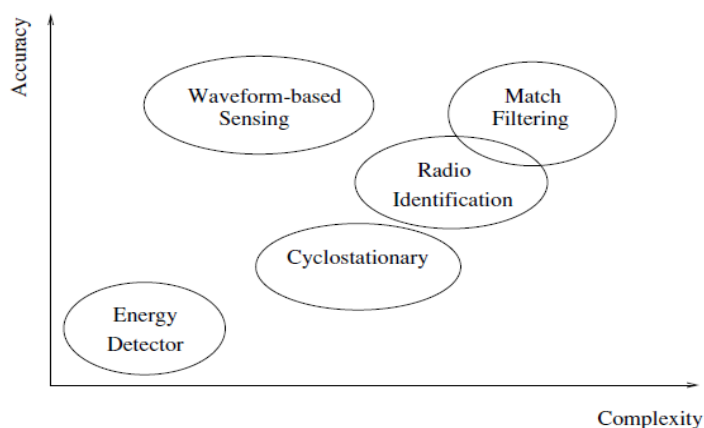 Accuracy
Waveform-based
Sensing
Match
Filtering
Radio
Identification
Cyclostationary
Energy
Detector
Complexity